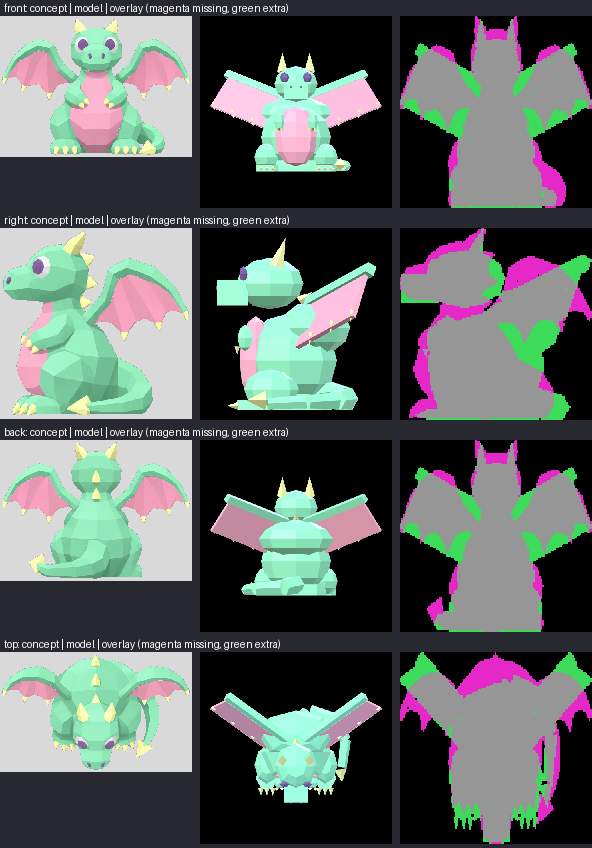 front: concept | model | overlay (magenta missing, green extra)
right: concept | model | overlay (magenta missing, green extra)
back: concept | model | overlay (magenta missing, green extra)
top: concept | model | overlay (magenta missing, green extra)